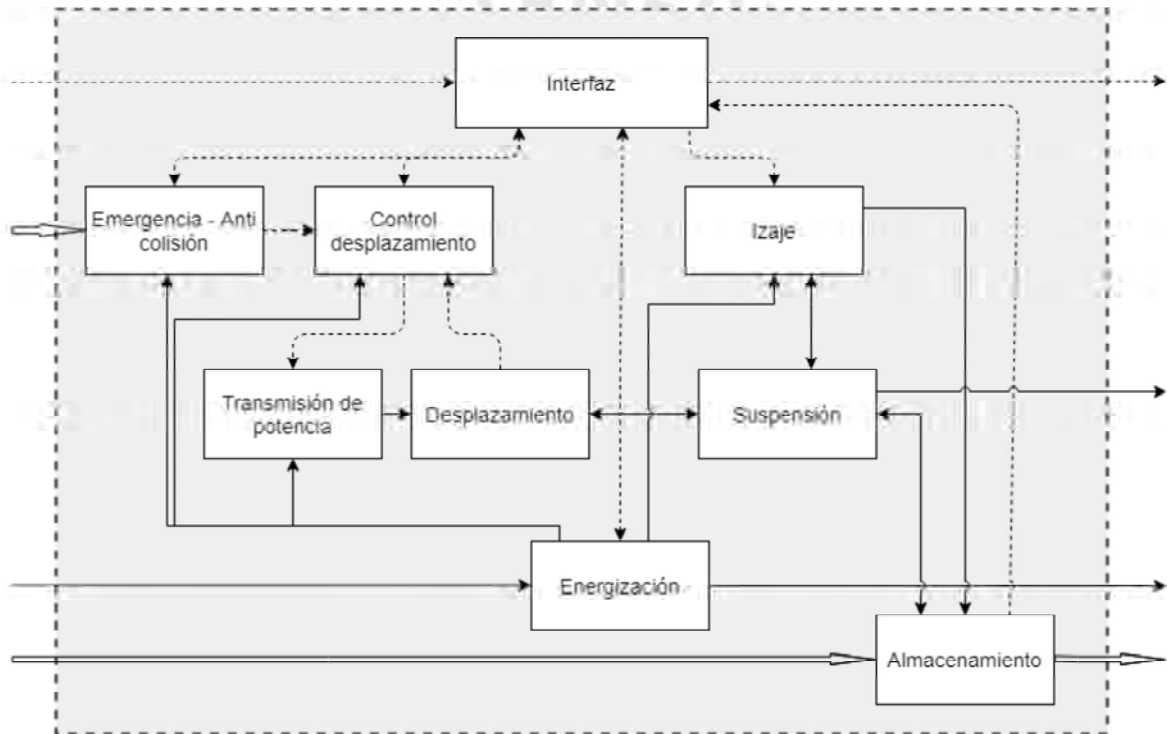 Interfaz
Emergencia - Anti
colisión
Control
desplazamiento
Izaje
Transmisión de
potencia
Desplazamiento
Suspensión
Energización
Almacenamiento